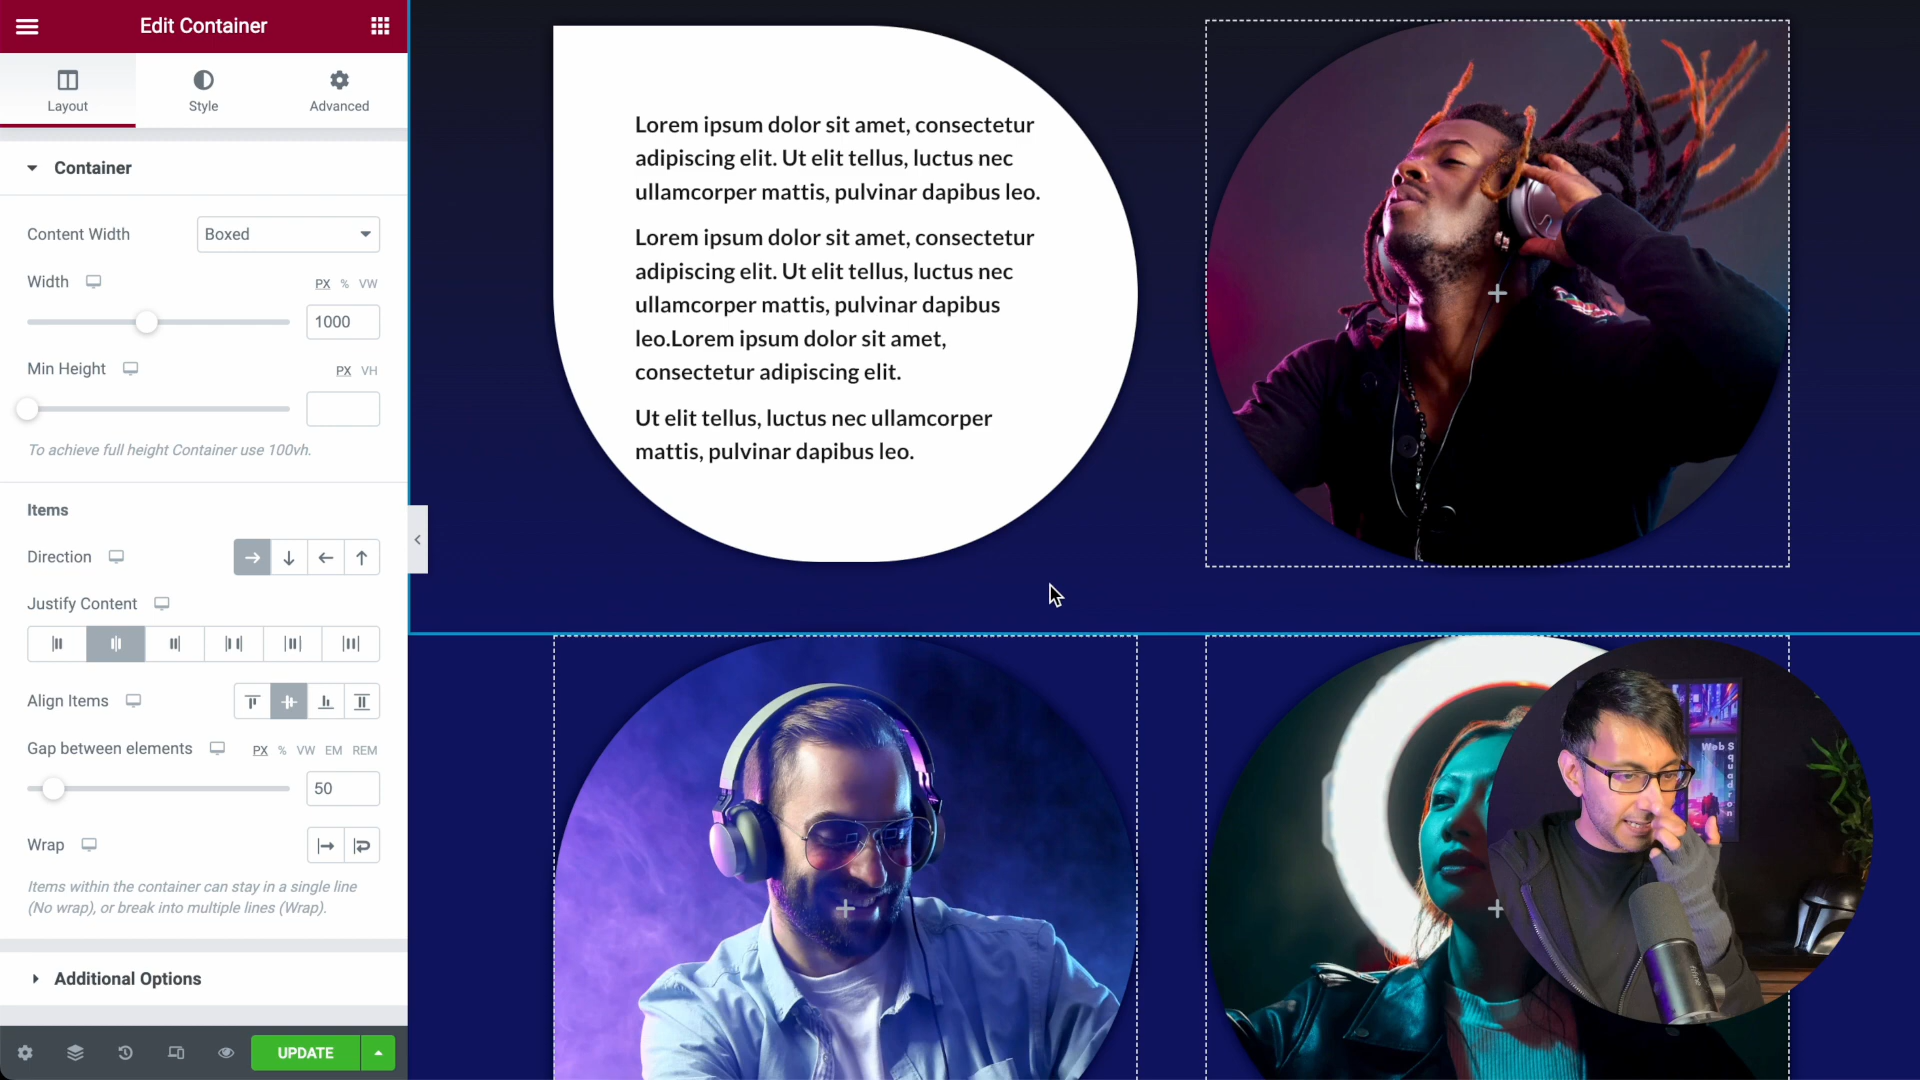 Edit Container
Layout
Style
Advanced
Container
Content Width
Boxed
Width
PX % VW
1000
Min Height
PX VH
To achieve full height Container use 100vh.
Items
Direction
Justify Content
Align Items
Gap between elements
PX % VW EM REM
50
Wrap
Items within the container can stay in a single line
(No wrap), or break into multiple lines (Wrap).
Additional Options
UPDATE
Lorem ipsum dolor sit amet, consectetur
adipiscing elit. Ut elit tellus, luctus nec
ullamcorper mattis, pulvinar dapibus leo.
Lorem ipsum dolor sit amet, consectetur
adipiscing elit. Ut elit tellus, luctus nec
ullamcorper mattis, pulvinar dapibus
leo.Lorem ipsum dolor sit amet,
consectetur adipiscing elit.
Ut elit tellus, luctus nec ullamcorper
mattis, pulvinar dapibus leo.
Web Squadron